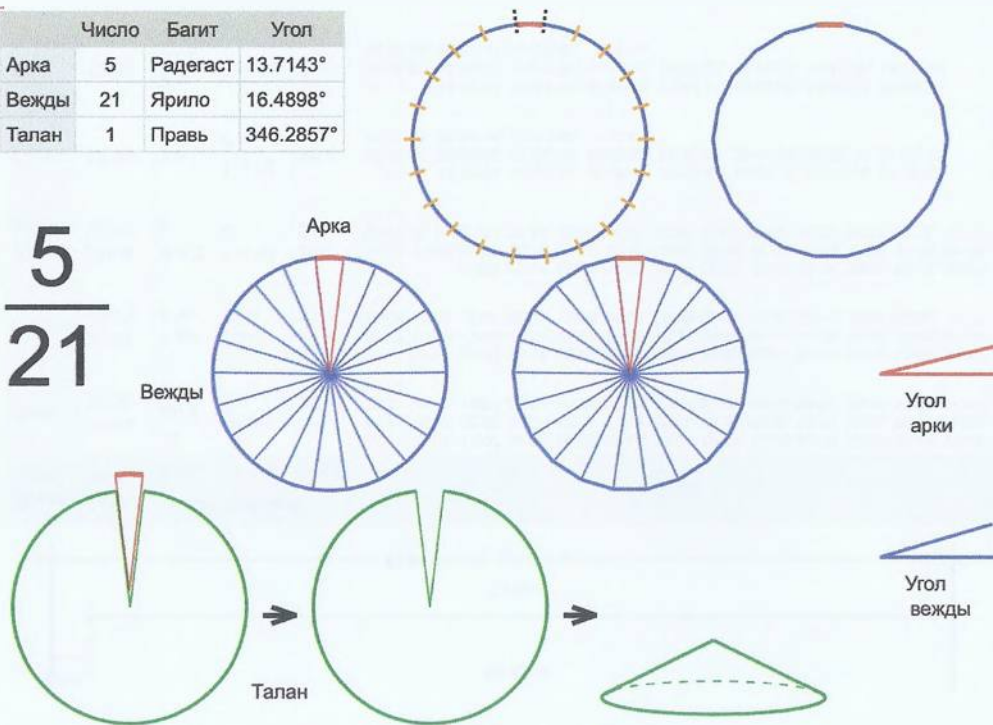 Число Багит Угол
Арка 5 Радегаст 13.7143°
Вежды 21 Ярило 16.4898°
Талан 1 Правь 346.2857°
5
21
Арка
Вежды
Угол
арки
Угол
вежды
Талан